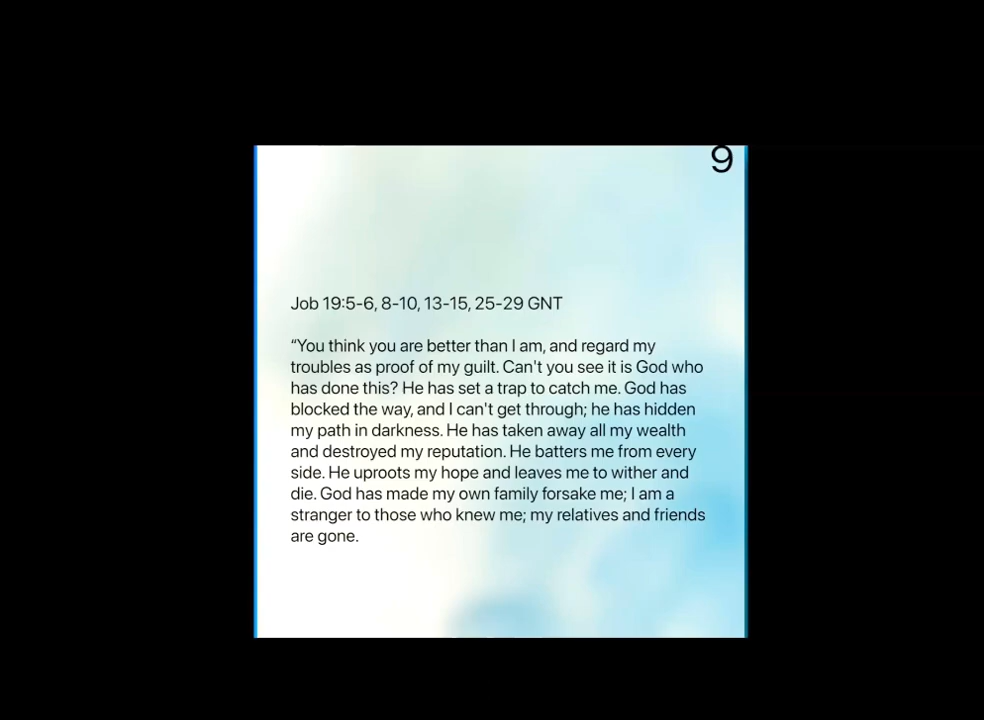 9
Job 19:5-6, 8-10, 13-15, 25-29 GNT
“You think you are better than I am, and regard my
troubles as proof of my guilt. Can't you see it is God who
has done this? He has set a trap to catch me. God has
blocked the way, and I can't get through; he has hidden
my path in darkness. He has taken away all my wealth
and destroyed my reputation. He batters me from every
side. He uproots my hope and leaves me to wither and
die. God has made my own family forsake me; I am a
stranger to those who knew me; my relatives and friends
are gone.